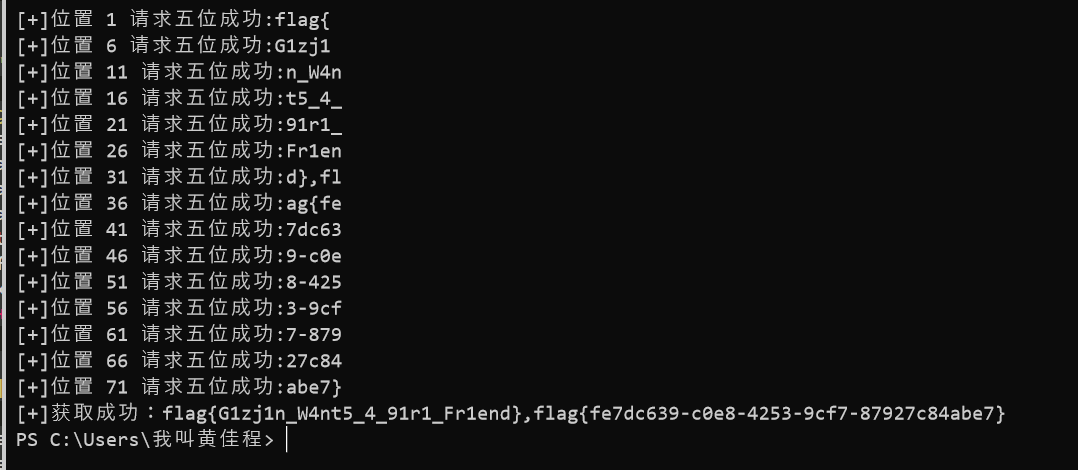 [+]位置 1 请求五位成功:flag{
[+]位置 6 请求五位成功:G1zj1
[+]位置 11 请求五位成功:n_W4n
[+]位置 16 请求五位成功:t5_4_
[+]位置 21 请求五位成功:91r1_
[+]位置 26 请求五位成功:Fr1en
[+]位置 31 请求五位成功:d},fl
[+]位置 36 请求五位成功:ag{fe
[+]位置 41 请求五位成功:7dc63
[+]位置 46 请求五位成功:9-c0e
[+]位置 51 请求五位成功:8-425
[+]位置 56 请求五位成功:3-9cf
[+]位置 61 请求五位成功:7-879
[+]位置 66 请求五位成功:27c84
[+]位置 71 请求五位成功:abe7}
[+]获取成功：flag{G1zj1n_W4nt5_4_91r1_Fr1end},flag{fe7dc639-c0e8-4253-9cf7-87927c84abe7}
PS C:\Users\我叫黄佳程>